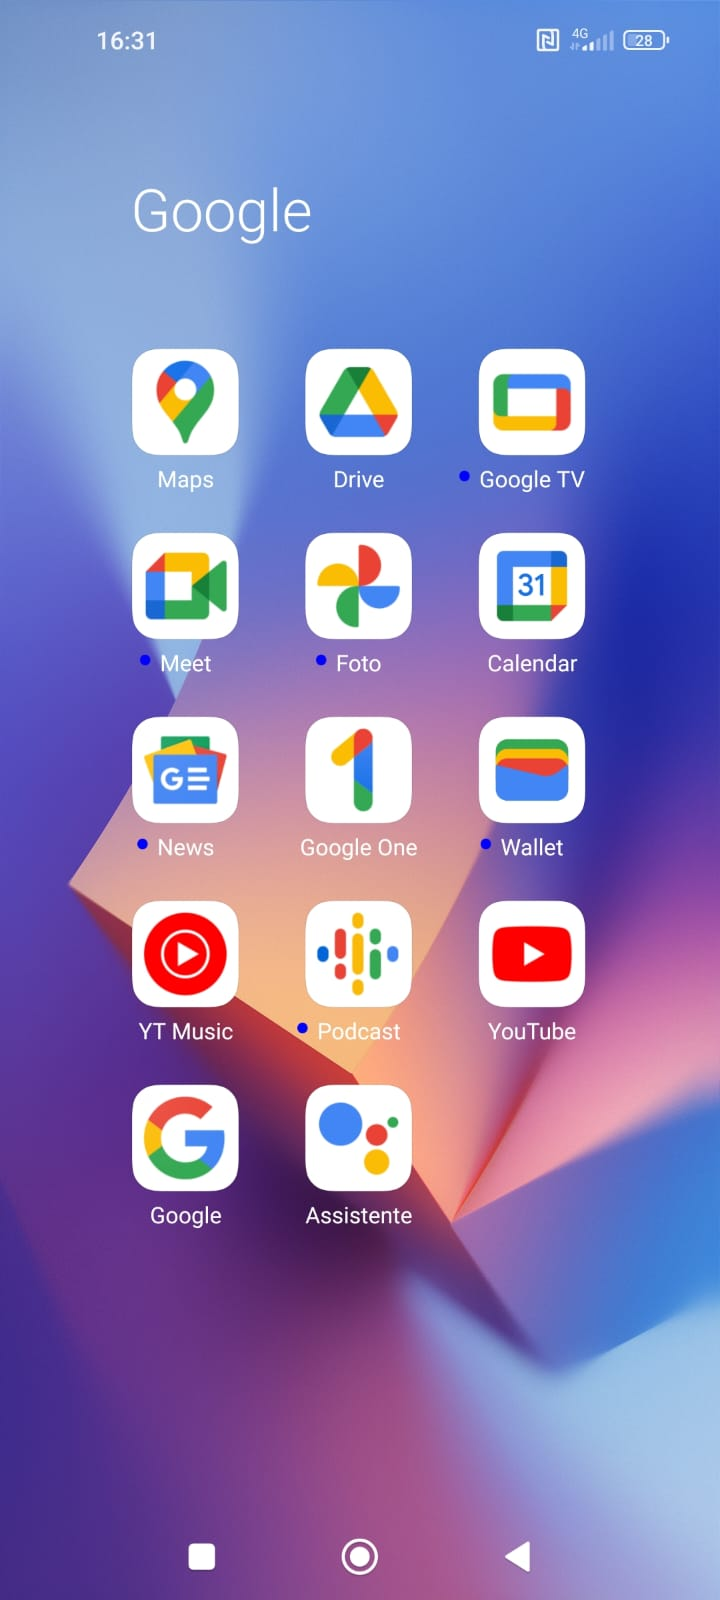 16:31 4G 28
Google
Maps Drive Google TV
31
Meet Foto Calendar
G
News Google One Wallet
YT Music Podcast YouTube
G
Google Assistente